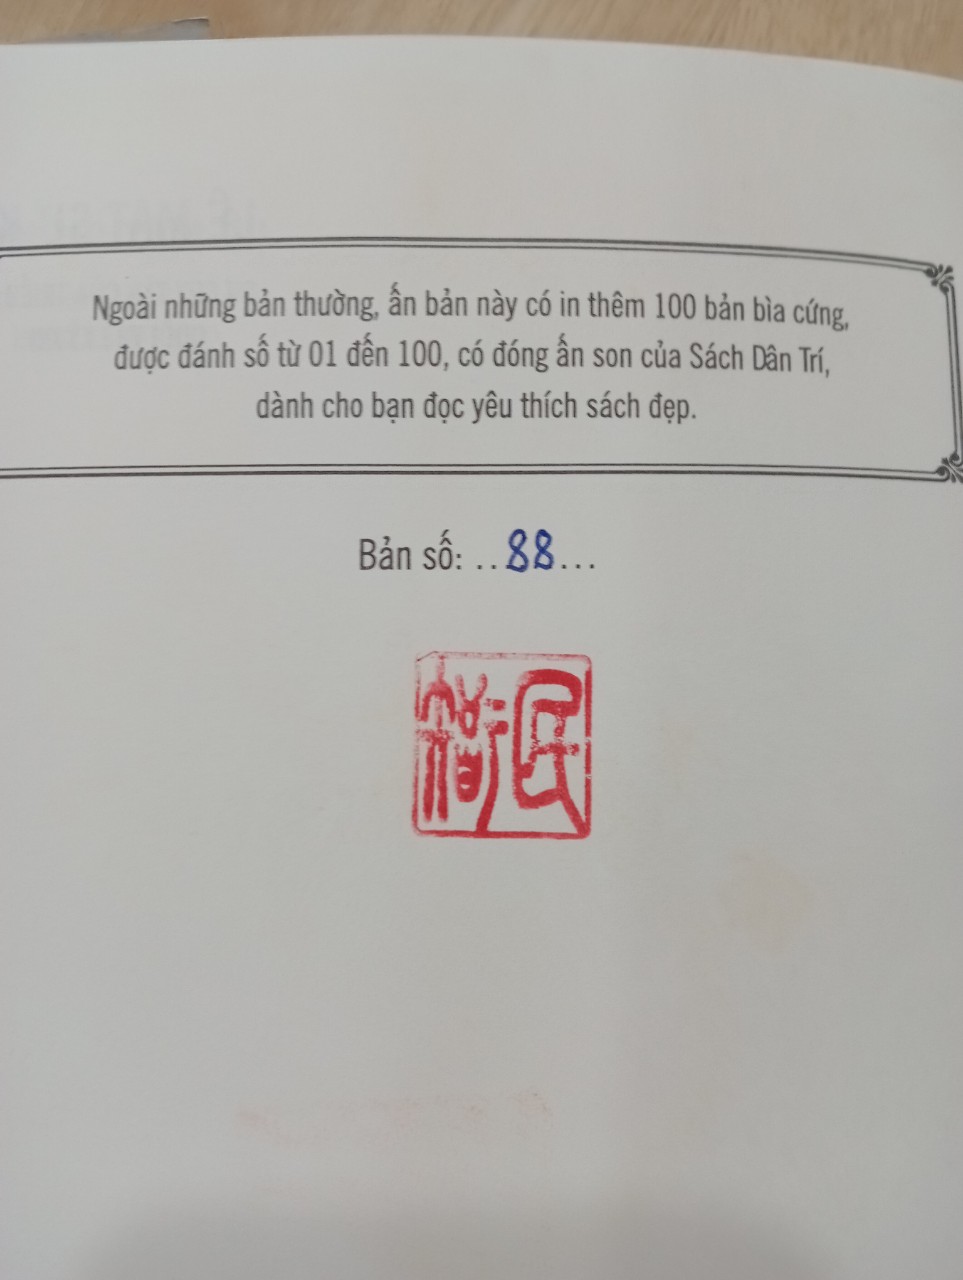 Ngoài những bản thường, ấn bản này có in thêm 100 bản bìa cứng,
được đánh số từ 01 đến 100, có đóng ấn son của Sách Dân Trí,
dành cho bạn đọc yêu thích sách đẹp.
Bản số: ..88...
民智